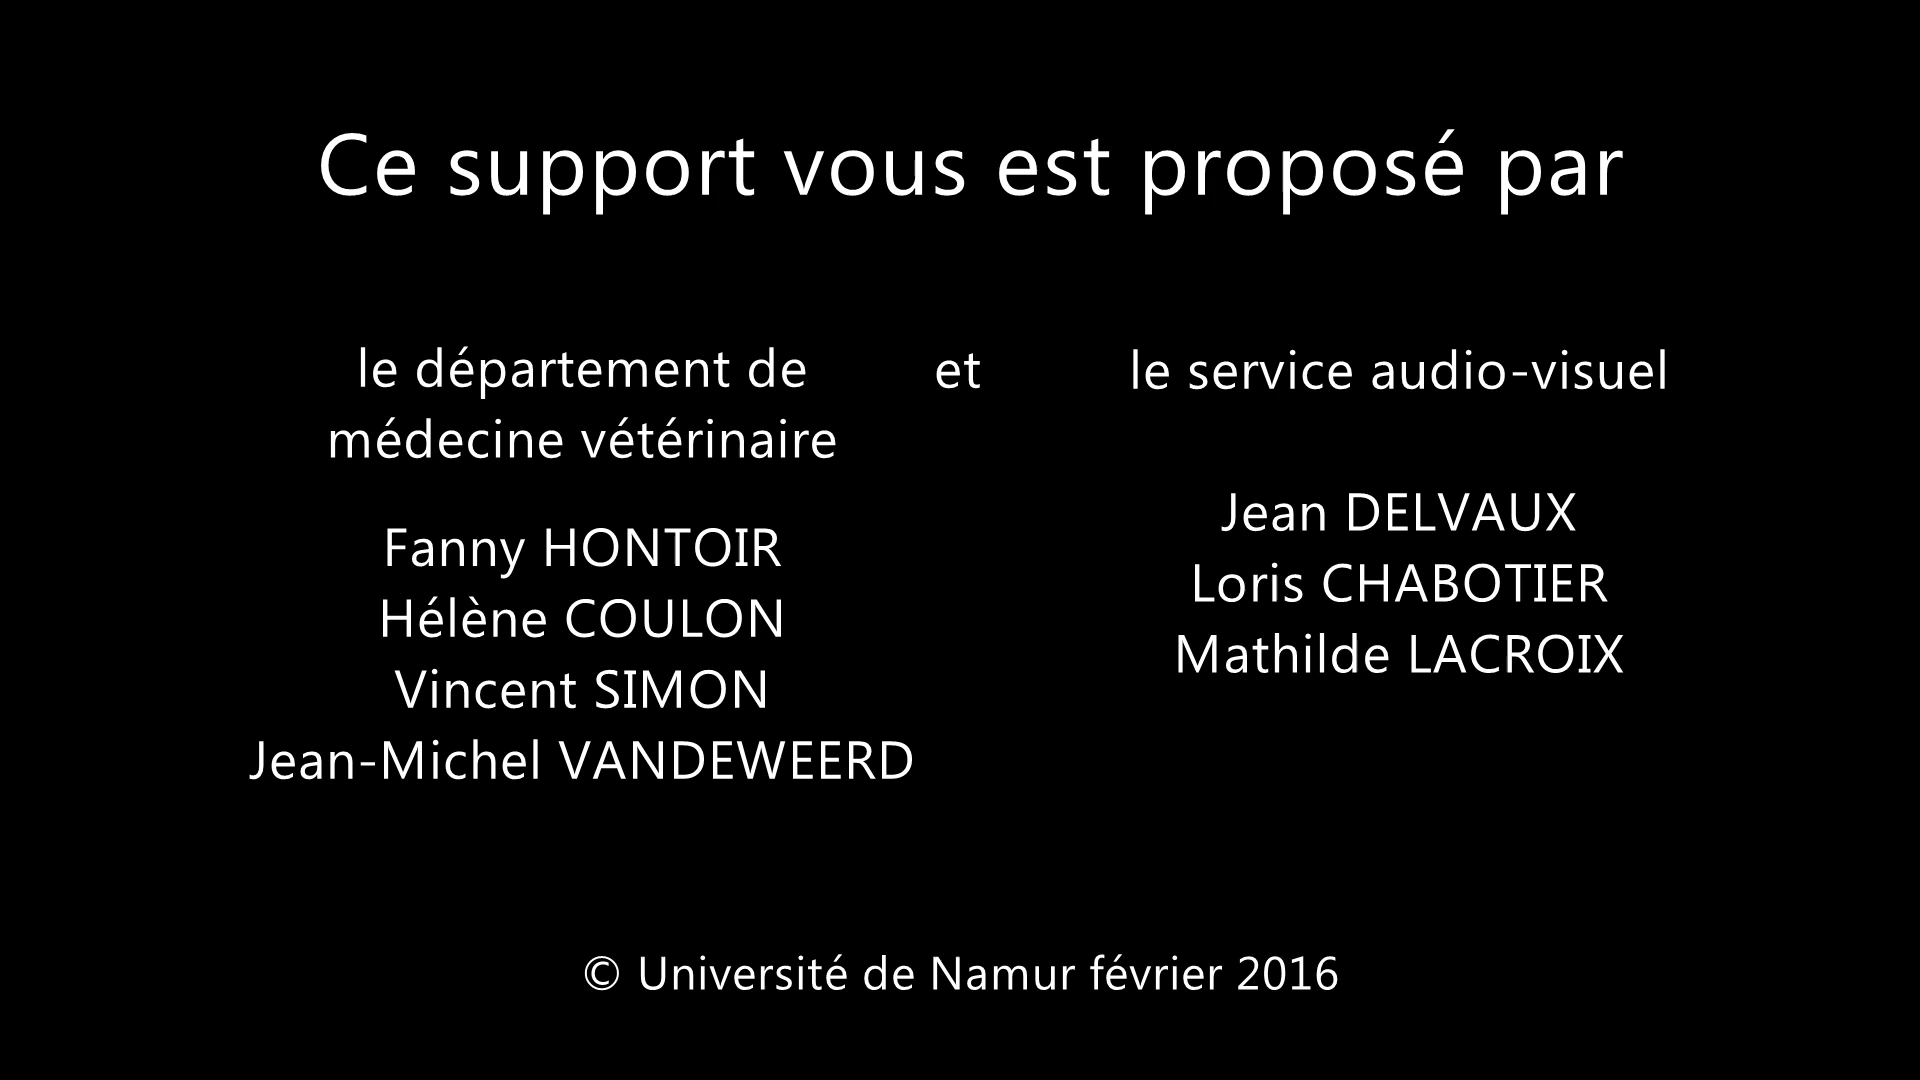 Ce support vous est proposé par
le département de
médecine vétérinaire
Fanny HONTOIR
Hélène COULON
Vincent SIMON
Jean-Michel VANDEWEERD
et
le service audio-visuel
Jean DELVAUX
Loris CHABOTIER
Mathilde LACROIX
© Université de Namur février 2016